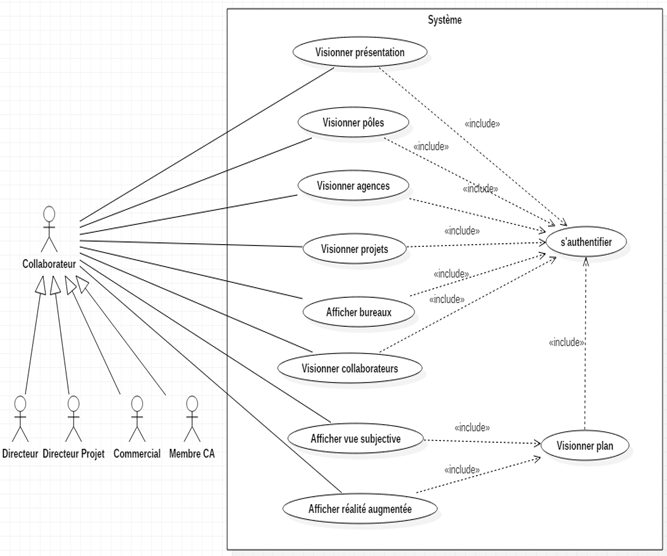 Système
Visionner présentation
«include»
Visionner pôles
«include»
Visionner agences
«include»
«include»
s'authentifier
Visionner projets
Collaborateur
«include»
«include»
Afficher bureaux
«include»
Visionner collaborateurs
«include»
Afficher vue subjective
Visionner plan
Directeur
Directeur Projet
Commercial
Membre CA
«include»
Afficher réalité augmentée